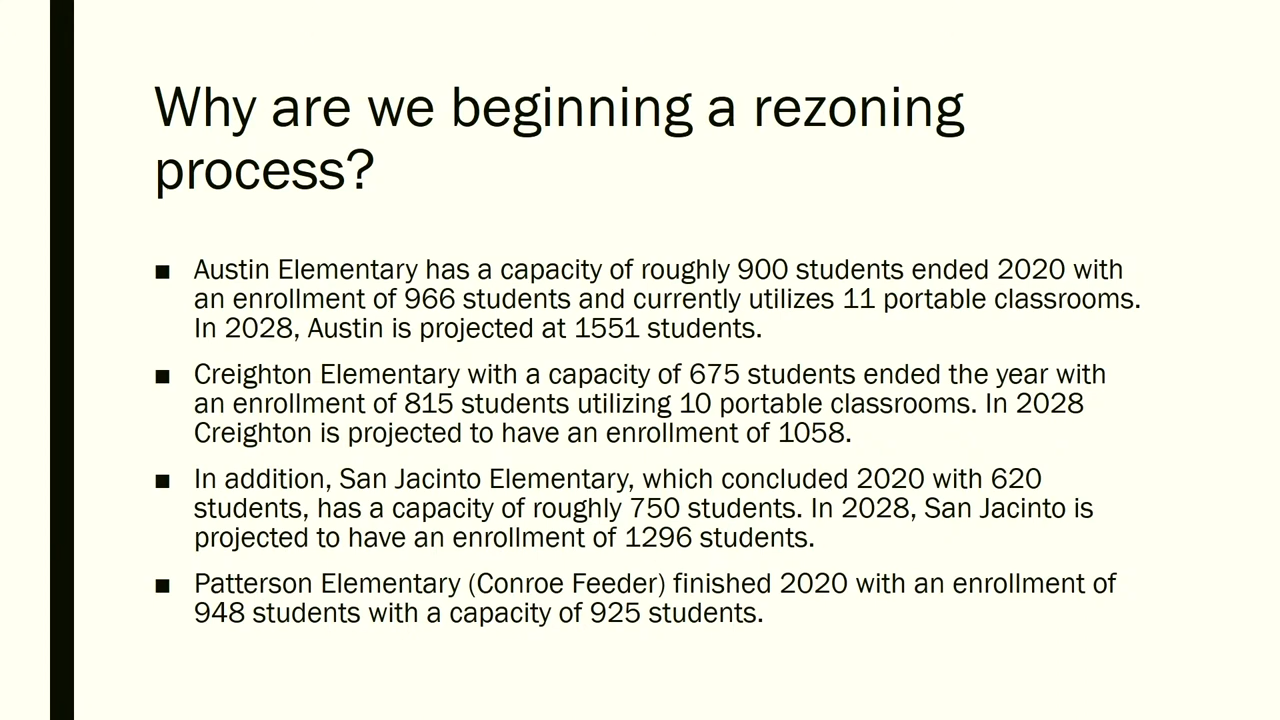 Why are we beginning a rezoning
process?
■ Austin Elementary has a capacity of roughly 900 students ended 2020 with
an enrollment of 966 students and currently utilizes 11 portable classrooms.
In 2028, Austin is projected at 1551 students.
■ Creighton Elementary with a capacity of 675 students ended the year with
an enrollment of 815 students utilizing 10 portable classrooms. In 2028
Creighton is projected to have an enrollment of 1058.
■ In addition, San Jacinto Elementary, which concluded 2020 with 620
students, has a capacity of roughly 750 students. In 2028, San Jacinto is
projected to have an enrollment of 1296 students.
■ Patterson Elementary (Conroe Feeder) finished 2020 with an enrollment of
948 students with a capacity of 925 students.